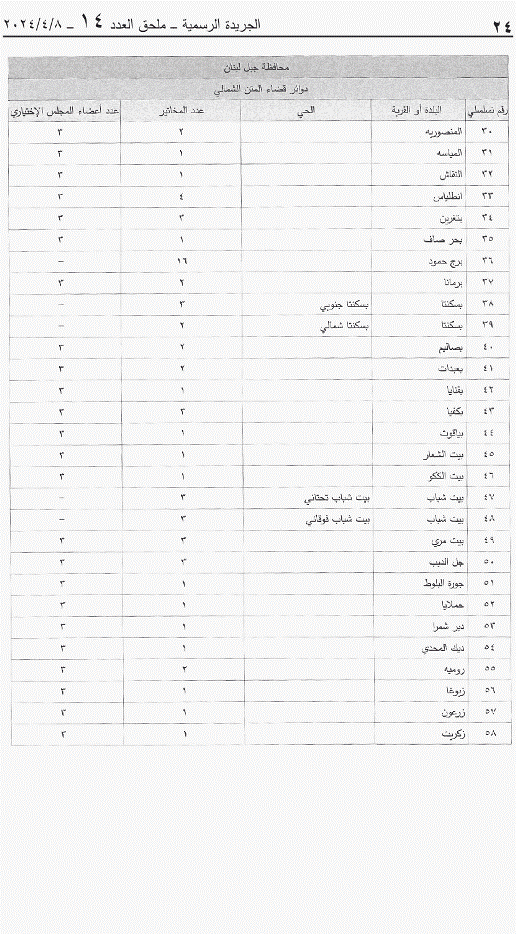 ٢٤ الجريدة الرسمية – ملحق العدد ١٤ – ٢٠٢٤/٤/٨
محافظة جبل لبنان
دوائر قضاء المتن الشمالي
رقم تسلسلي البلدة أو القرية الحي عدد المخاتير عدد أعضاء المجلس الإختياري
٣٠ المنصوريه ٢ ٣
٣١ المياسه ١ ٣
٣٢ النقاش ١ ٣
٣٣ انطلياس ٤ ٣
٣٤ بتغرين ٣ ٣
٣٥ بحر صاف ١ ٣
٣٦ برج حمود ١٦ –
٣٧ برمانا ٢ ٣
٣٨ بسكنتا بسكنتا جنوبي ٣ –
٣٩ بسكنتا بسكنتا شمالي ٢ –
٤٠ بصاليم ٢ ٣
٤١ بعبدات ٢ ٣
٤٢ بقنايا ١ ٣
٤٣ بكفيا ٣ ٣
٤٤ بياقوت ١ ٣
٤٥ بيت الشعار ١ ٣
٤٦ بيت الككو ١ ٣
٤٧ بيت شباب بيت شباب تحتاني ٣ –
٤٨ بيت شباب بيت شباب فوقاني ٣ –
٤٩ بيت مري ٣ ٣
٥٠ جل الديب ٣ ٣
٥١ جورة البلوط ١ ٣
٥٢ حملايا ١ ٣
٥٣ دير شمرا ١ ٣
٥٤ ديك المحدي ١ ٣
٥٥ روميه ٢ ٣
٥٦ زبوغا ١ ٣
٥٧ زرعون ١ ٣
٥٨ زكريت ١ ٣